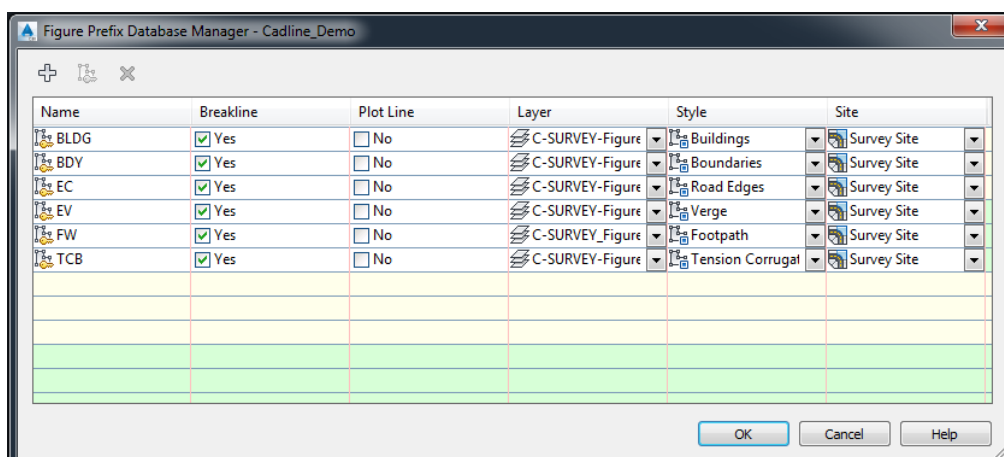 Figure Prefix Database Manager - Cadline_Demo
Name Breakline Plot Line Layer Style Site
BLDG Yes No C-SURVEY-Figure Buildings Survey Site
BDY Yes No C-SURVEY-Figure Boundaries Survey Site
EC Yes No C-SURVEY-Figure Road Edges Survey Site
EV Yes No C-SURVEY-Figure Verge Survey Site
FW Yes No C-SURVEY_Figure Footpath Survey Site
TCB Yes No C-SURVEY-Figure Tension Corrugat Survey Site
OK Cancel Help